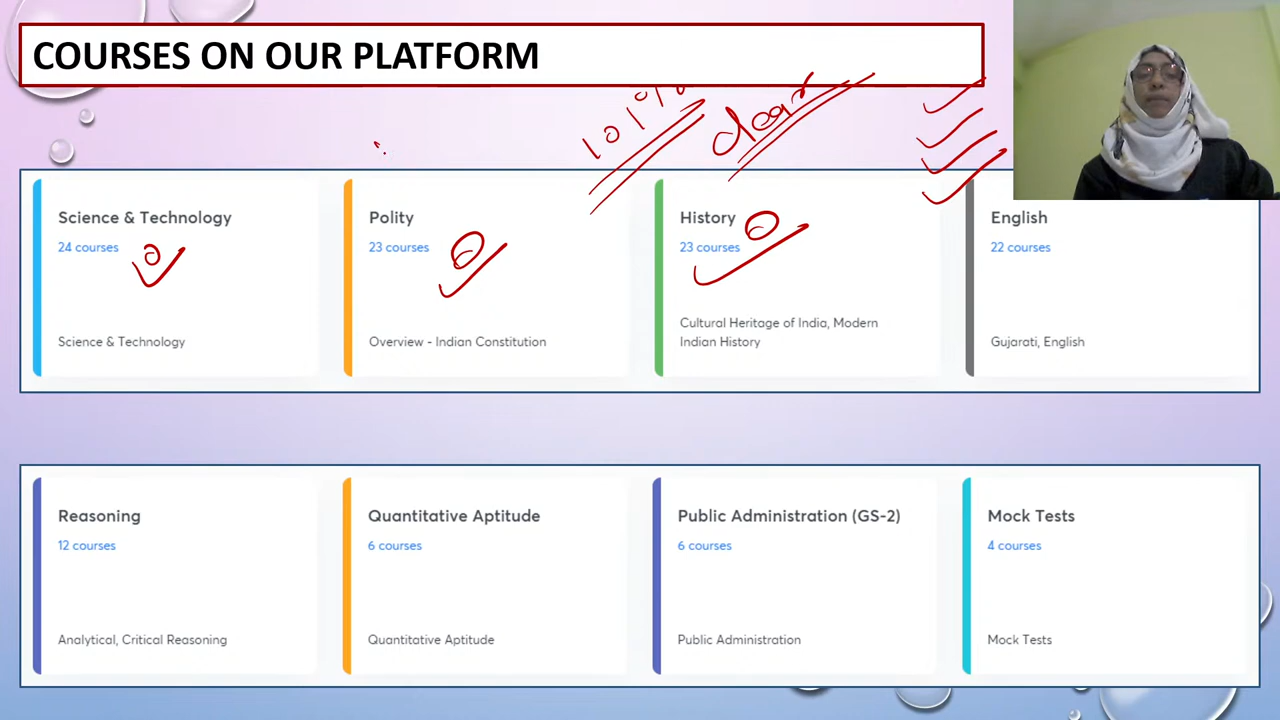 COURSES ON OUR PLATFORM
101%
clear
Science & Technology
24 courses
Science & Technology
Polity
23 courses
Overview - Indian Constitution
History
23 courses
Cultural Heritage of India, Modern
Indian History
English
22 courses
Gujarati, English
Reasoning
12 courses
Analytical, Critical Reasoning
Quantitative Aptitude
6 courses
Quantitative Aptitude
Public Administration (GS-2)
6 courses
Public Administration
Mock Tests
4 courses
Mock Tests